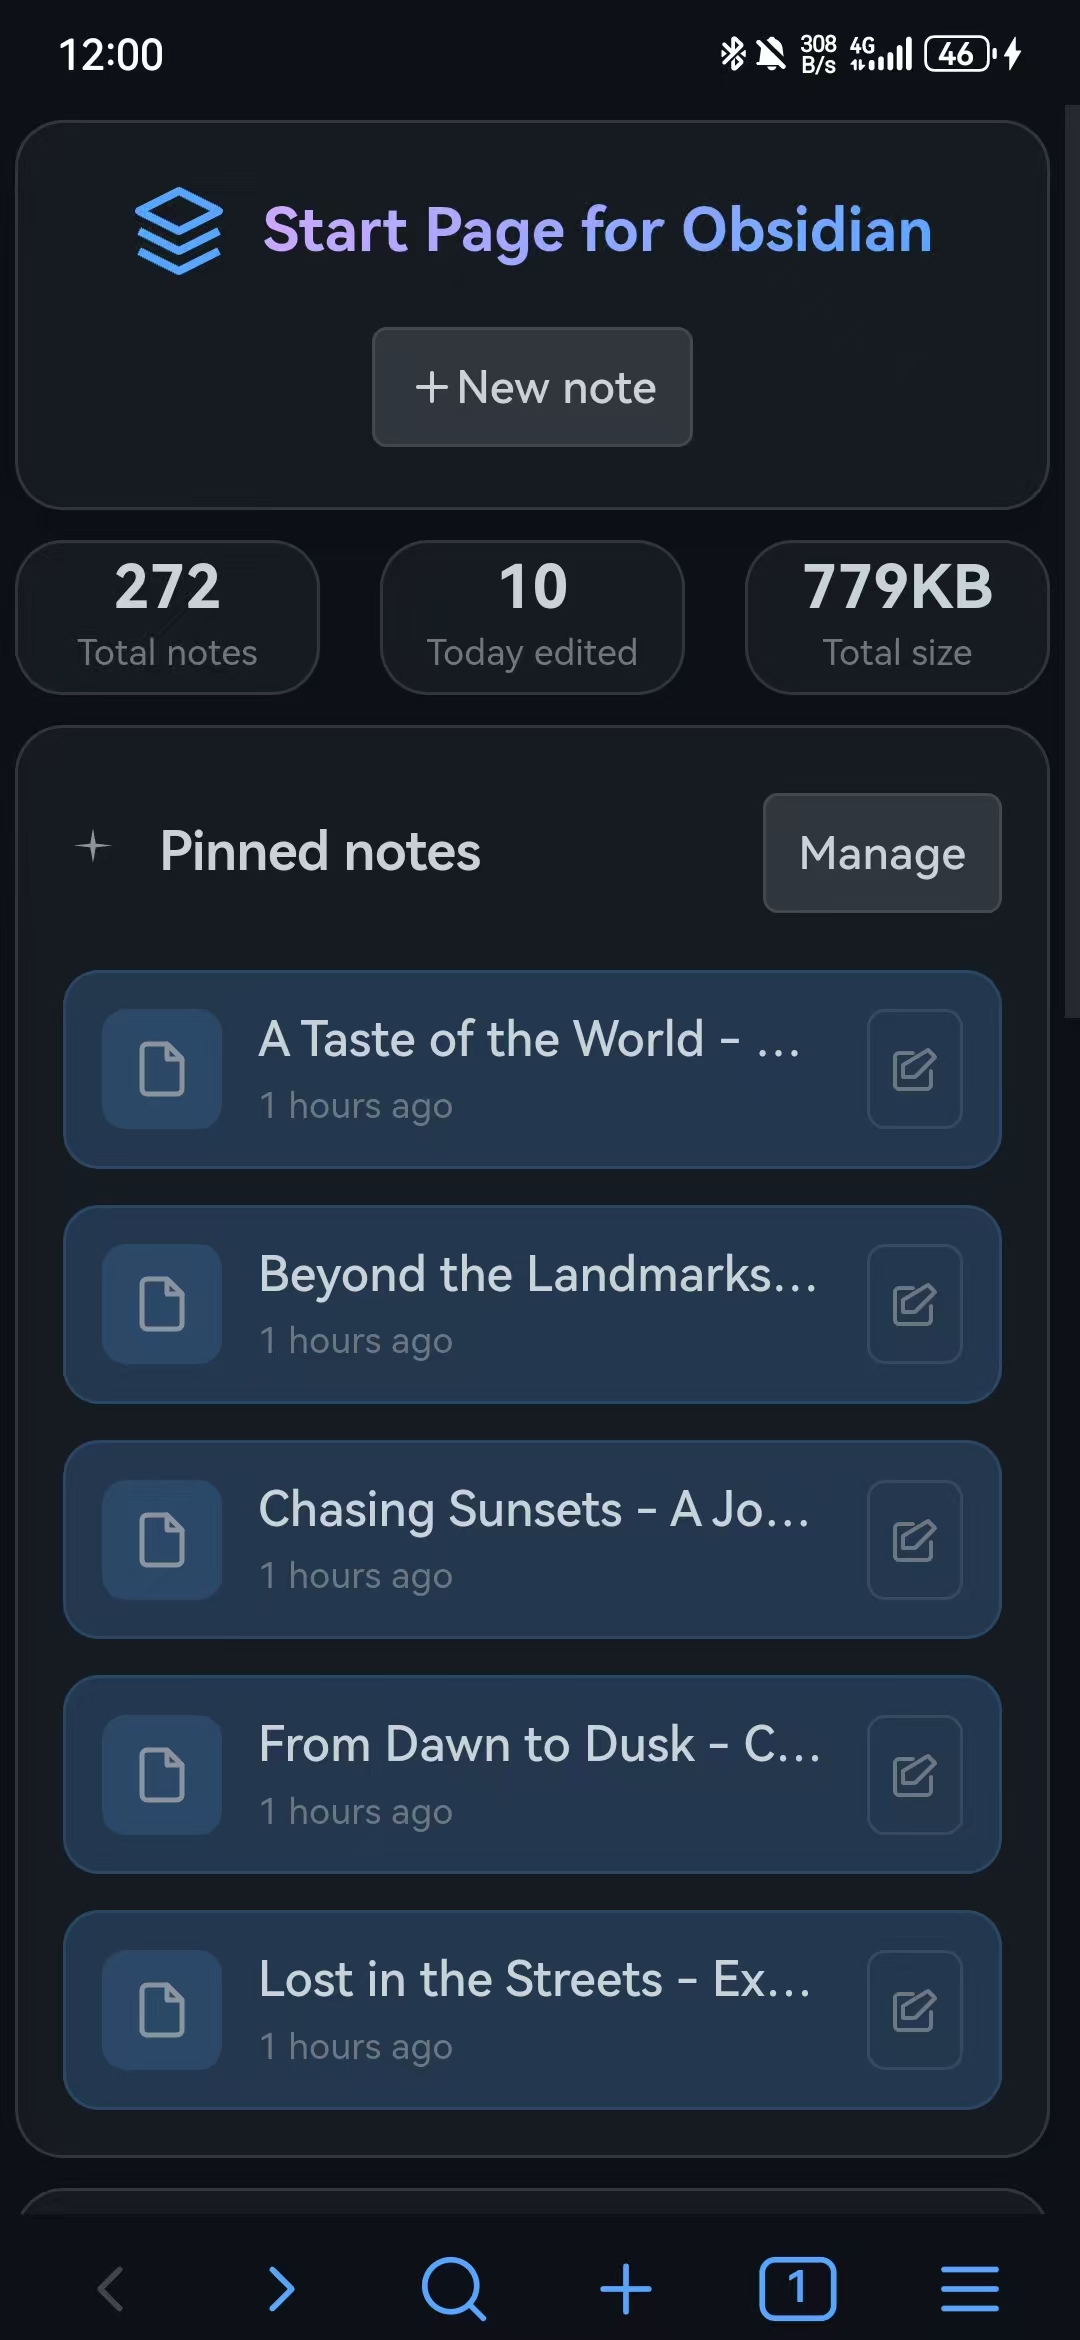 12:00
308 B/s 4G 46
Start Page for Obsidian
+ New note
272
Total notes
10
Today edited
779KB
Total size
Pinned notes
Manage
A Taste of the World - ...
1 hours ago
Beyond the Landmarks...
1 hours ago
Chasing Sunsets - A Jo...
1 hours ago
From Dawn to Dusk - C...
1 hours ago
Lost in the Streets - Ex...
1 hours ago
1